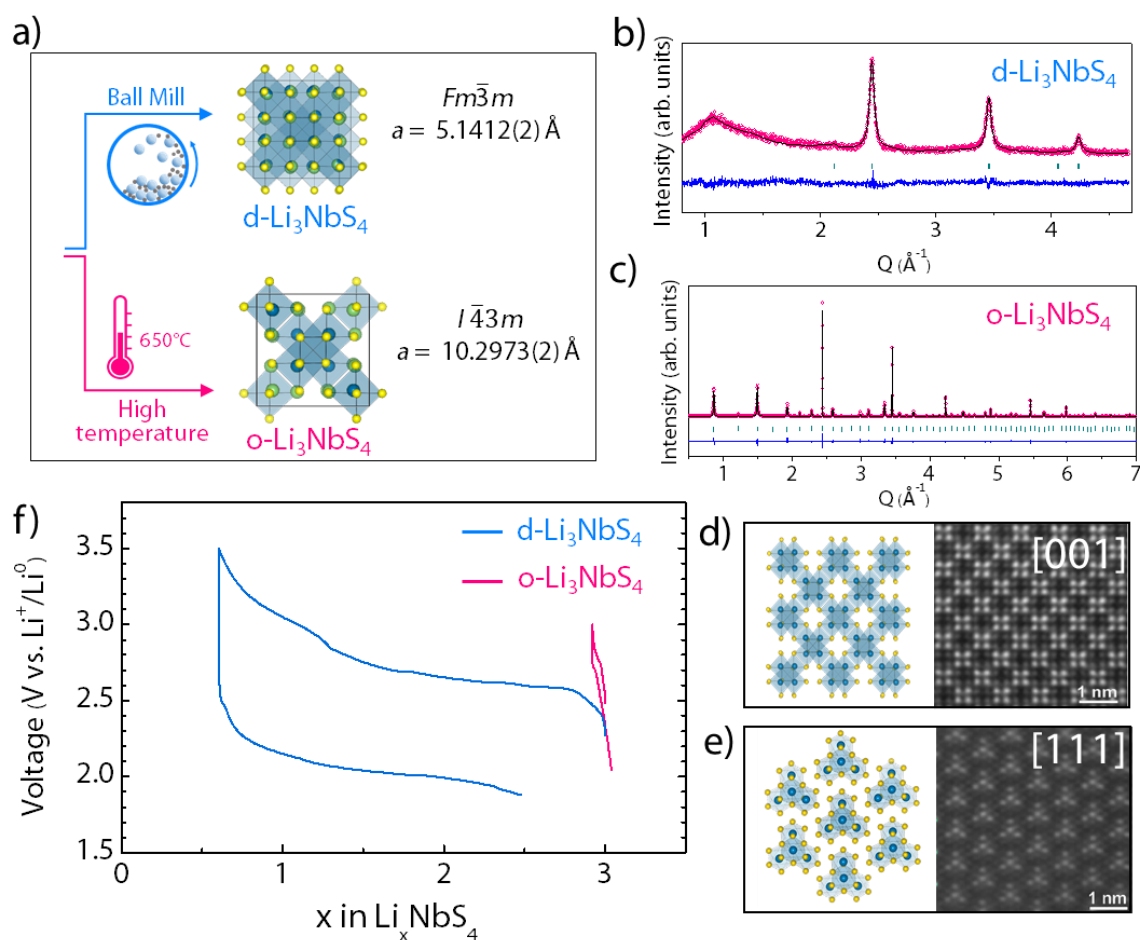 a)
Ball Mill
Fm3̅m
a = 5.1412(2) Å
d-Li₃NbS₄
650°C
High
temperature
I 4̅3m
a = 10.2973(2) Å
o-Li₃NbS₄
b)
d-Li₃NbS₄
Intensity (arb. units)
1 2 3 4
Q (Å⁻¹)
c)
o-Li₃NbS₄
Intensity (arb. units)
1 2 3 4 5 6 7
Q (Å⁻¹)
f)
d-Li₃NbS₄
o-Li₃NbS₄
Voltage (V vs. Li⁺/Li⁰)
3.5
3.0
2.5
2.0
1.5
0 1 2 3
x in LiₓNbS₄
d)
[001]
1 nm
e)
[111]
1 nm